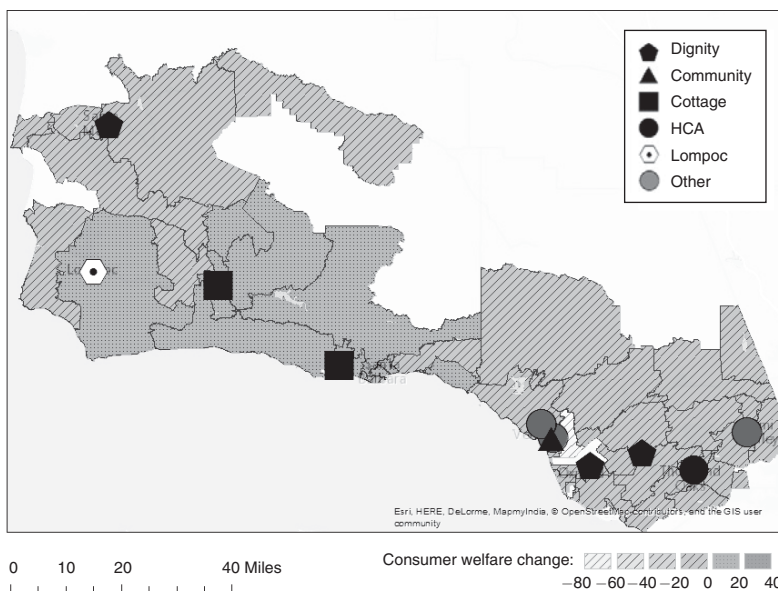 Dignity
Community
Cottage
HCA
Lompoc
Other
Esri, HERE, DeLorme, MapmyIndia, © OpenStreetMap contributors, and the GIS user
community
0 10 20 40 Miles
Consumer welfare change:
−80 −60 −40 −20 0 20 40